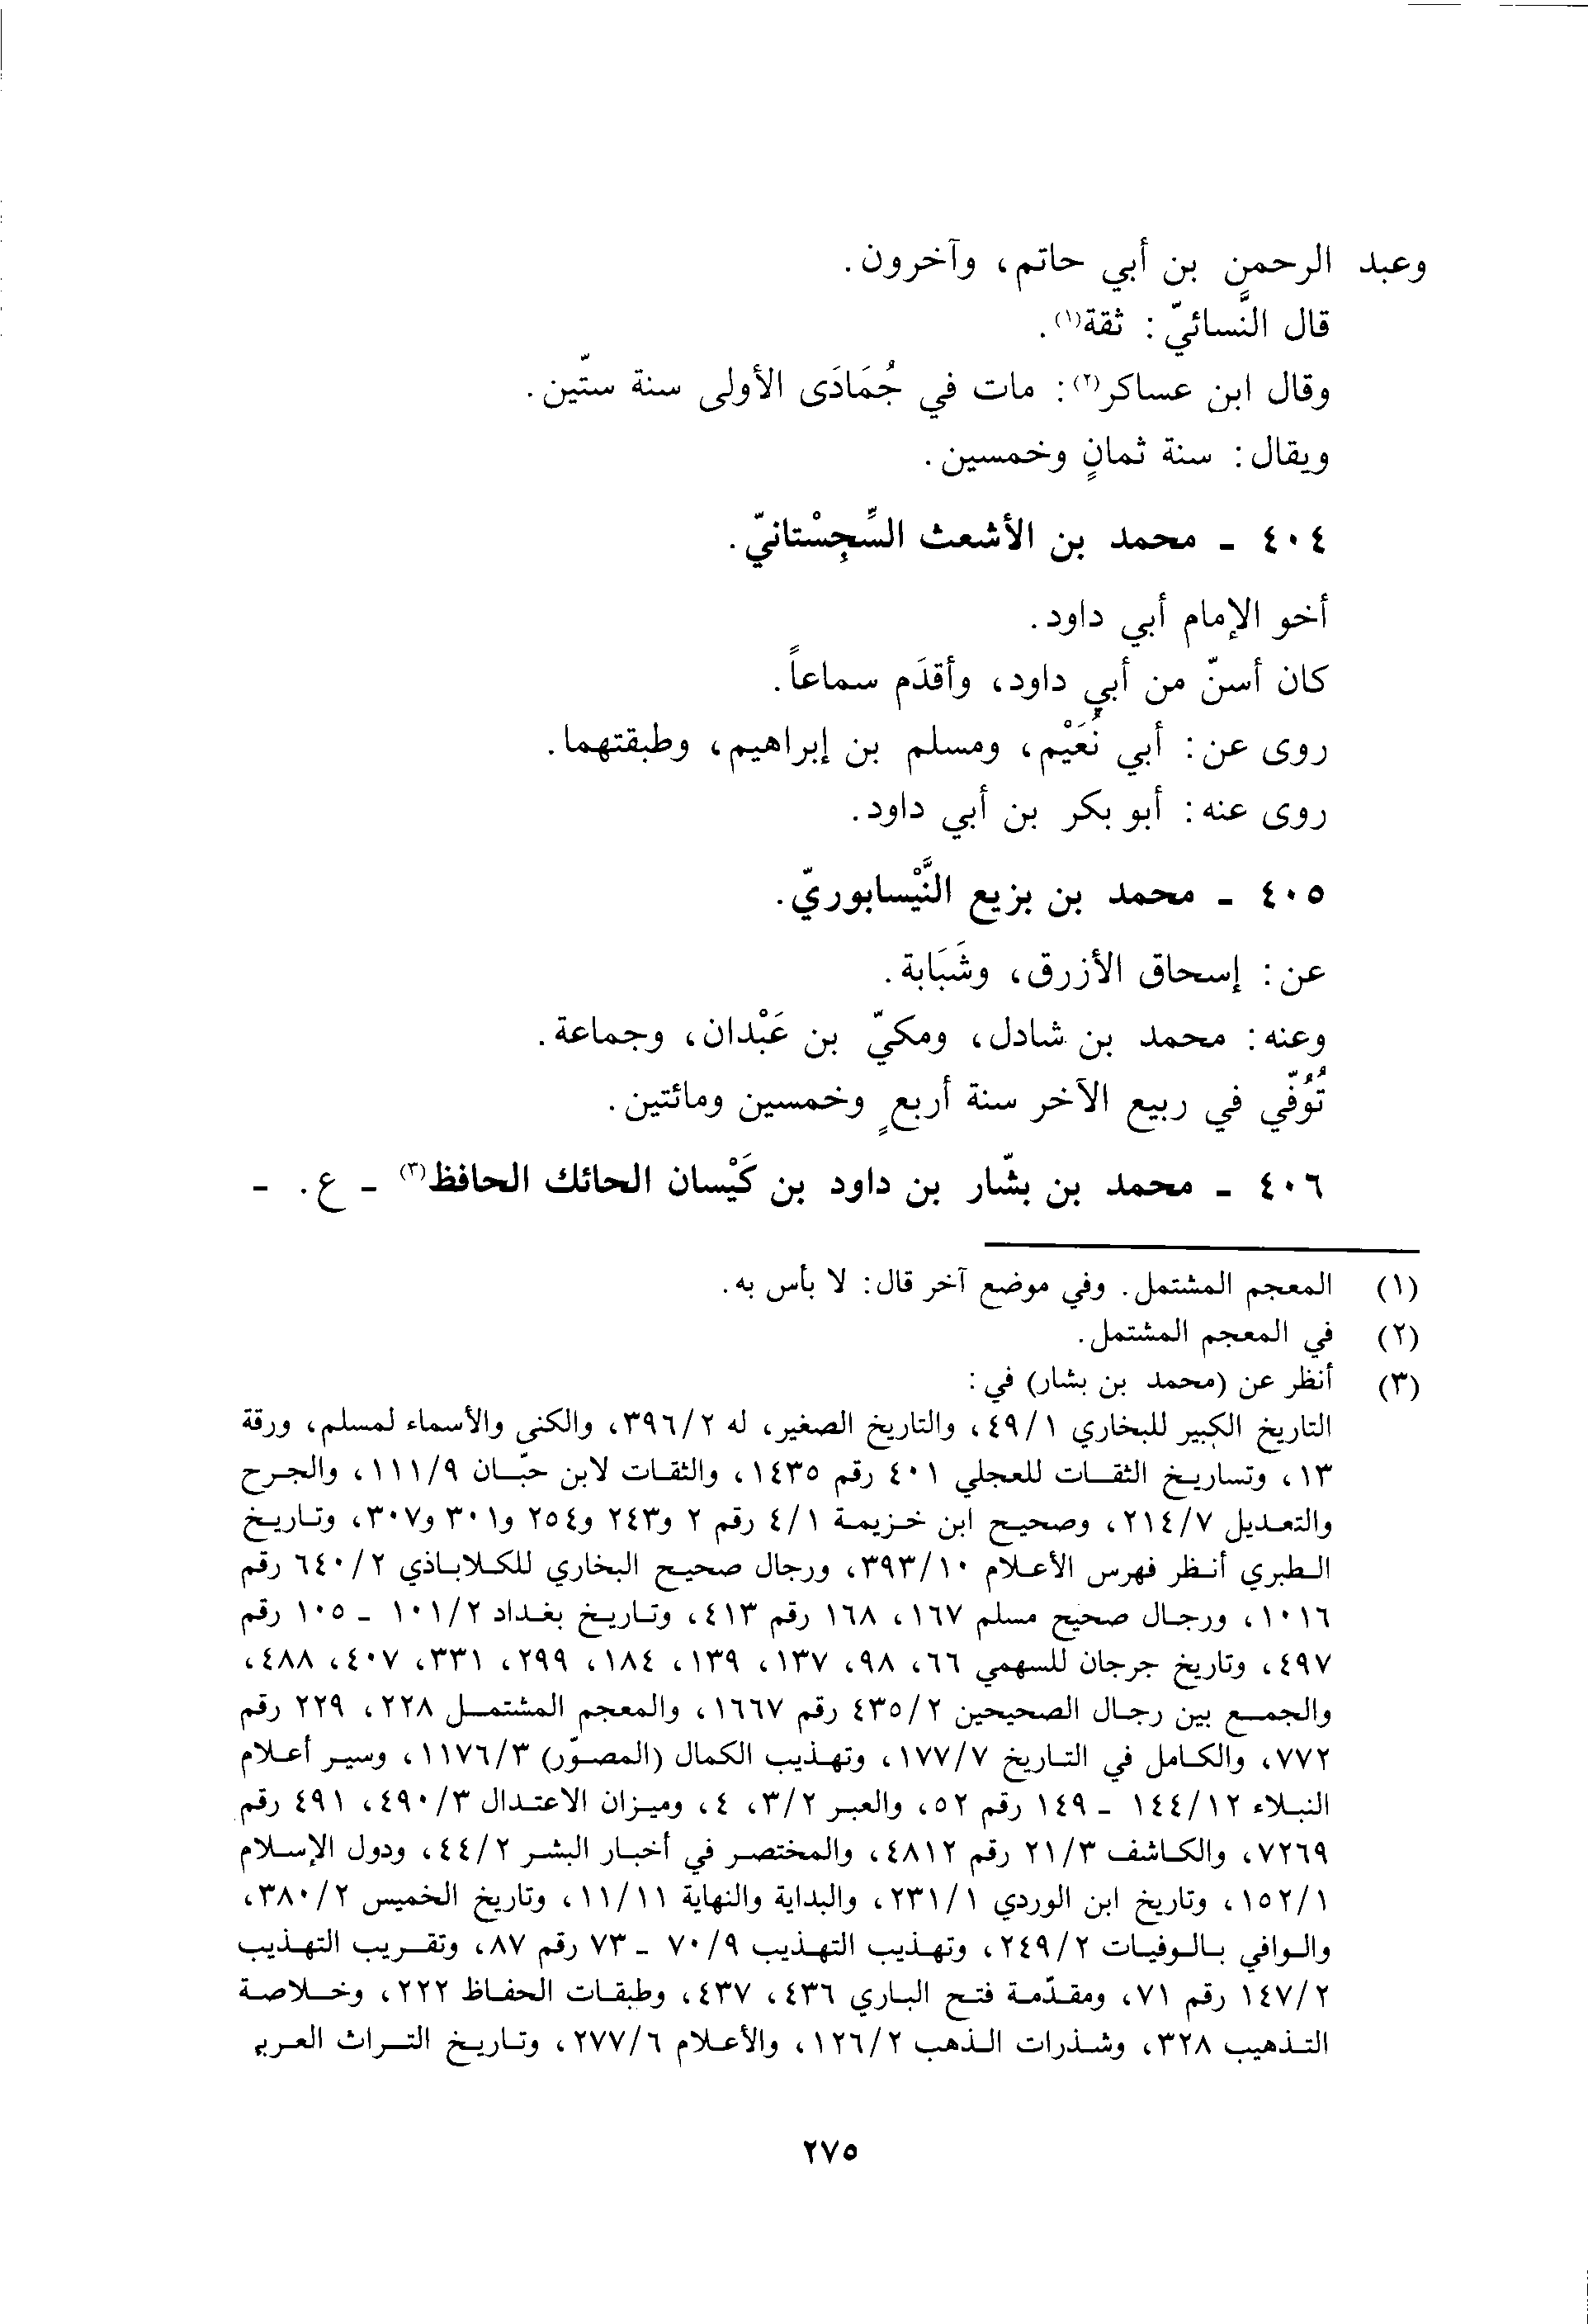 وعبد الرحمن بن أبي حاتم، وآخرون.
قال النَّسائيّ: ثقة(١).
وقال ابن عساكر(٢): مات في جُمَادَى الأولى سنة ستّين.
ويقال: سنة ثمانٍ وخمسين.
٤٠٤ - محمد بن الأشعث السِّجِسْتانيّ.
أخو الإمام أبي داود.
كان أسنّ من أبي داود، وأقدَم سماعاً.
روى عن: أبي نُعَيْم، ومسلم بن إبراهيم، وطبقتهما.
روى عنه: أبو بكر بن أبي داود.
٤٠٥ - محمد بن بزيع النَّيْسابوريّ.
عن: إسحاق الأزرق، وشَبَابة.
وعنه: محمد بن شادل، ومكيّ بن عَبْدان، وجماعة.
تُوُفّي في ربيع الآخر سنة أربعٍ وخمسين ومائتين.
٤٠٦ - محمد بن بشّار بن داود بن كَيْسان الحائك الحافظ(٣) - ع. -
(١) المعجم المشتمل. وفي موضع آخر قال: لا بأس به.
(٢) في المعجم المشتمل.
(٣) أنظر عن (محمد بن بشار) في:
التاريخ الكبير للبخاري ٤٩/١، والتاريخ الصغير، له ٣٩٦/٢، والكنى والأسماء لمسلم، ورقة
١٣، وتساريخ الثقات للعجلي ٤٠١ رقم ١٤٣٥، والثقات لابن حبّان ١١١/٩، والجرح
والتعديل ٢١٤/٧، وصحيح ابن خزيمة ٤/١ رقم ٢ و٢٤٣ و٢٥٤ و٣٠١ و٣٠٧، وتاريخ
الطبري أنظر فهرس الأعلام ٣٩٣/١٠، ورجال صحيح البخاري للكلاباذي ٦٤٠/٢ رقم
١٠١٦، ورجال صحيح مسلم ١٦٧، ١٦٨ رقم ٤١٣، وتاريخ بغداد ١٠١/٢ - ١٠٥ رقم
٤٩٧، وتاريخ جرجان للسهمي ٦٦، ٩٨، ١٣٧، ١٣٩، ١٨٤، ٢٩٩، ٣٣١، ٤٠٧، ٤٨٨،
والجمع بين رجال الصحيحين ٤٣٥/٢ رقم ١٦٦٧، والمعجم المشتمل ٢٢٨، ٢٢٩ رقم
٧٧٢، والكامل في التاريخ ١٧٧/٧، وتهذيب الكمال (المصوّر) ١١٧٦/٣، وسير أعلام
النبلاء ١٤٤/١٢ - ١٤٩ رقم ٥٢، والعبر ٣/٢، ٤، وميزان الاعتدال ٤٩٠/٣، ٤٩١ رقم
٧٢٦٩، والكاشف ٢١/٣ رقم ٤٨١٢، والمختصر في أخبار البشر ٤٤/٢، ودول الإسلام
١٥٢/١، وتاريخ ابن الوردي ٢٣١/١، والبداية والنهاية ١١/١١، وتاريخ الخميس ٣٨٠/٢،
والوافي بالوفيات ٢٤٩/٢، وتهذيب التهذيب ٧٠/٩ - ٧٣ رقم ٨٧، وتقريب التهذيب
١٤٧/٢ رقم ٧١، ومقدّمة فتح الباري ٤٣٦، ٤٣٧، وطبقات الحفاظ ٢٢٢، وخلاصة
التذهيب ٣٢٨، وشذرات الذهب ١٢٦/٢، والأعلام ٢٧٧/٦، وتاريخ التراث العربي
٢٧٥